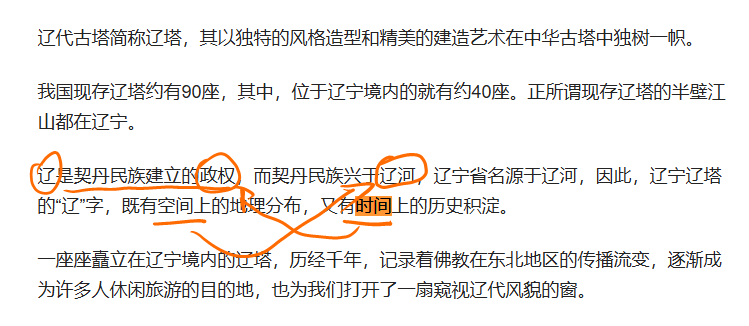 辽代古塔简称辽塔，其以独特的风格造型和精美的建造艺术在中华古塔中独树一帜。
我国现存辽塔约有90座，其中，位于辽宁境内的就有约40座。正所谓现存辽塔的半壁江
山都在辽宁。
辽是契丹民族建立的政权，而契丹民族兴于辽河，辽宁省名源于辽河，因此，辽宁辽塔
的“辽”字，既有空间上的地理分布，又有时间上的历史积淀。
一座座矗立在辽宁境内的辽塔，历经千年，记录着佛教在东北地区的传播流变，逐渐成
为许多人休闲旅游的目的地，也为我们打开了一扇窥视辽代风貌的窗。